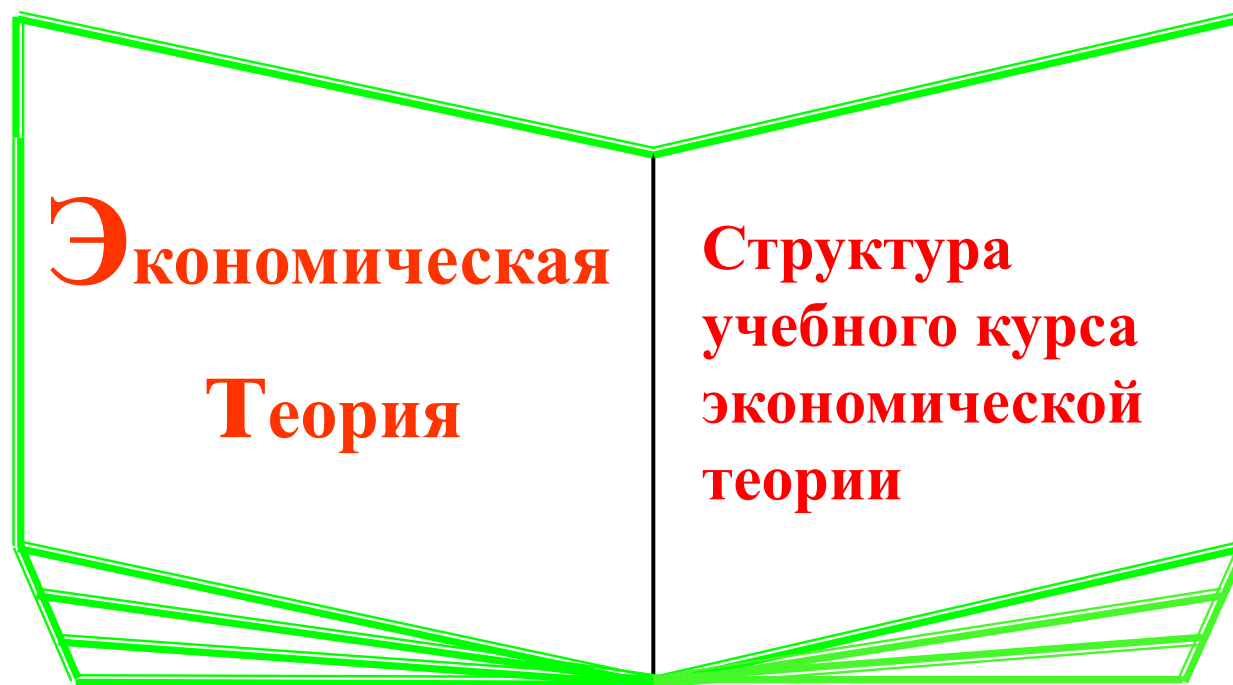 Экономическая
Теория
Структура
учебного курса
экономической
теории